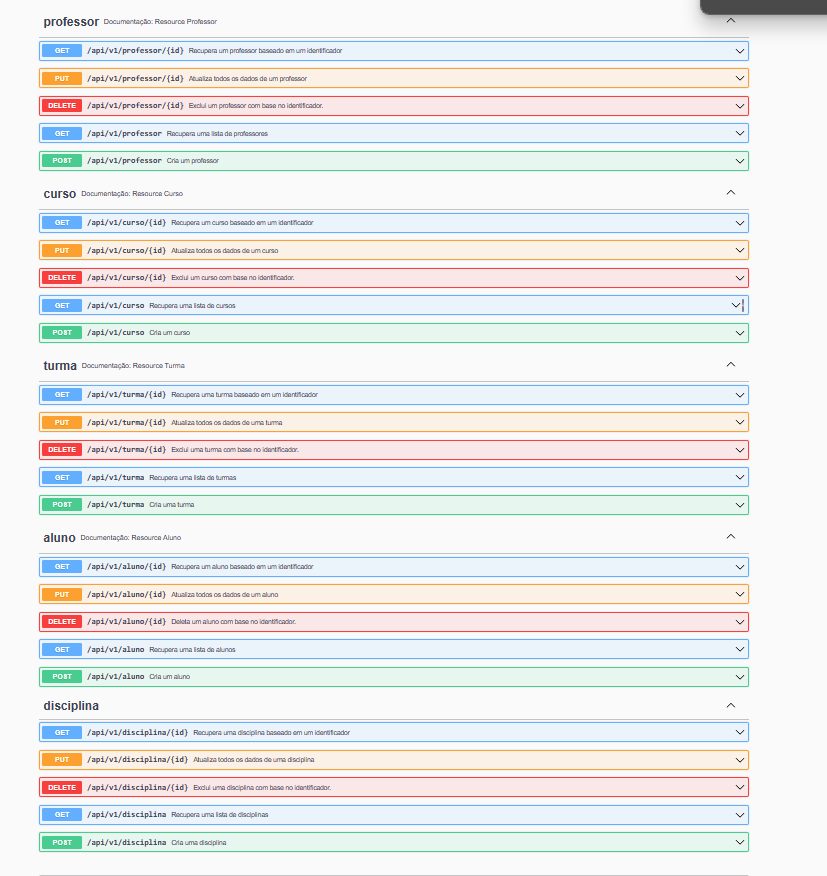 professor Documentação: Resource Professor
GET /api/v1/professor/{id} Recupera um professor baseado em um identificador
PUT /api/v1/professor/{id} Atualiza todos os dados de um professor
DELETE /api/v1/professor/{id} Exclui um professor com base no identificador.
GET /api/v1/professor Recupera uma lista de professores
POST /api/v1/professor Cria um professor
curso Documentação: Resource Curso
GET /api/v1/curso/{id} Recupera um curso baseado em um identificador
PUT /api/v1/curso/{id} Atualiza todos os dados de um curso
DELETE /api/v1/curso/{id} Exclui um curso com base no identificador.
GET /api/v1/curso Recupera uma lista de cursos
POST /api/v1/curso Cria um curso
turma Documentação: Resource Turma
GET /api/v1/turma/{id} Recupera uma turma baseado em um identificador
PUT /api/v1/turma/{id} Atualiza todos os dados de uma turma
DELETE /api/v1/turma/{id} Exclui uma turma com base no identificador.
GET /api/v1/turma Recupera uma lista de turmas
POST /api/v1/turma Cria uma turma
aluno Documentação: Resource Aluno
GET /api/v1/aluno/{id} Recupera um aluno baseado em um identificador
PUT /api/v1/aluno/{id} Atualiza todos os dados de um aluno
DELETE /api/v1/aluno/{id} Deleta um aluno com base no identificador.
GET /api/v1/aluno Recupera uma lista de alunos
POST /api/v1/aluno Cria um aluno
disciplina
GET /api/v1/disciplina/{id} Recupera uma disciplina baseado em um identificador
PUT /api/v1/disciplina/{id} Atualiza todos os dados de uma disciplina
DELETE /api/v1/disciplina/{id} Exclui uma disciplina com base no identificador.
GET /api/v1/disciplina Recupera uma lista de disciplinas
POST /api/v1/disciplina Cria uma disciplina